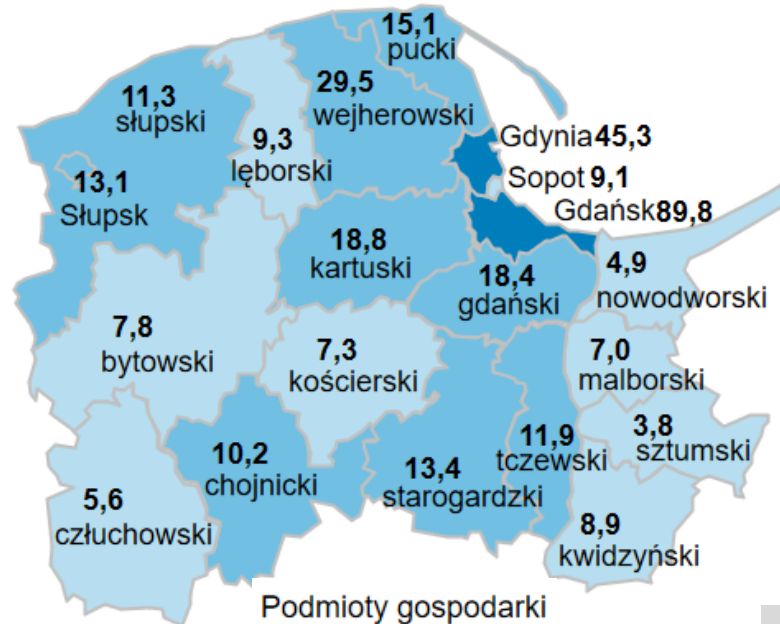 15,1
pucki
11,3
słupski
29,5
wejherowski
9,3
lęborski
Gdynia 45,3
Sopot 9,1
Gdańsk 89,8
13,1
Słupsk
18,8
kartuski
18,4
gdański
4,9
nowodworski
7,8
bytowski
7,3
kościerski
7,0
malborski
10,2
chojnicki
13,4
starogardzki
11,9
tczewski
3,8
sztumski
5,6
człuchowski
8,9
kwidzyński
Podmioty gospodarki